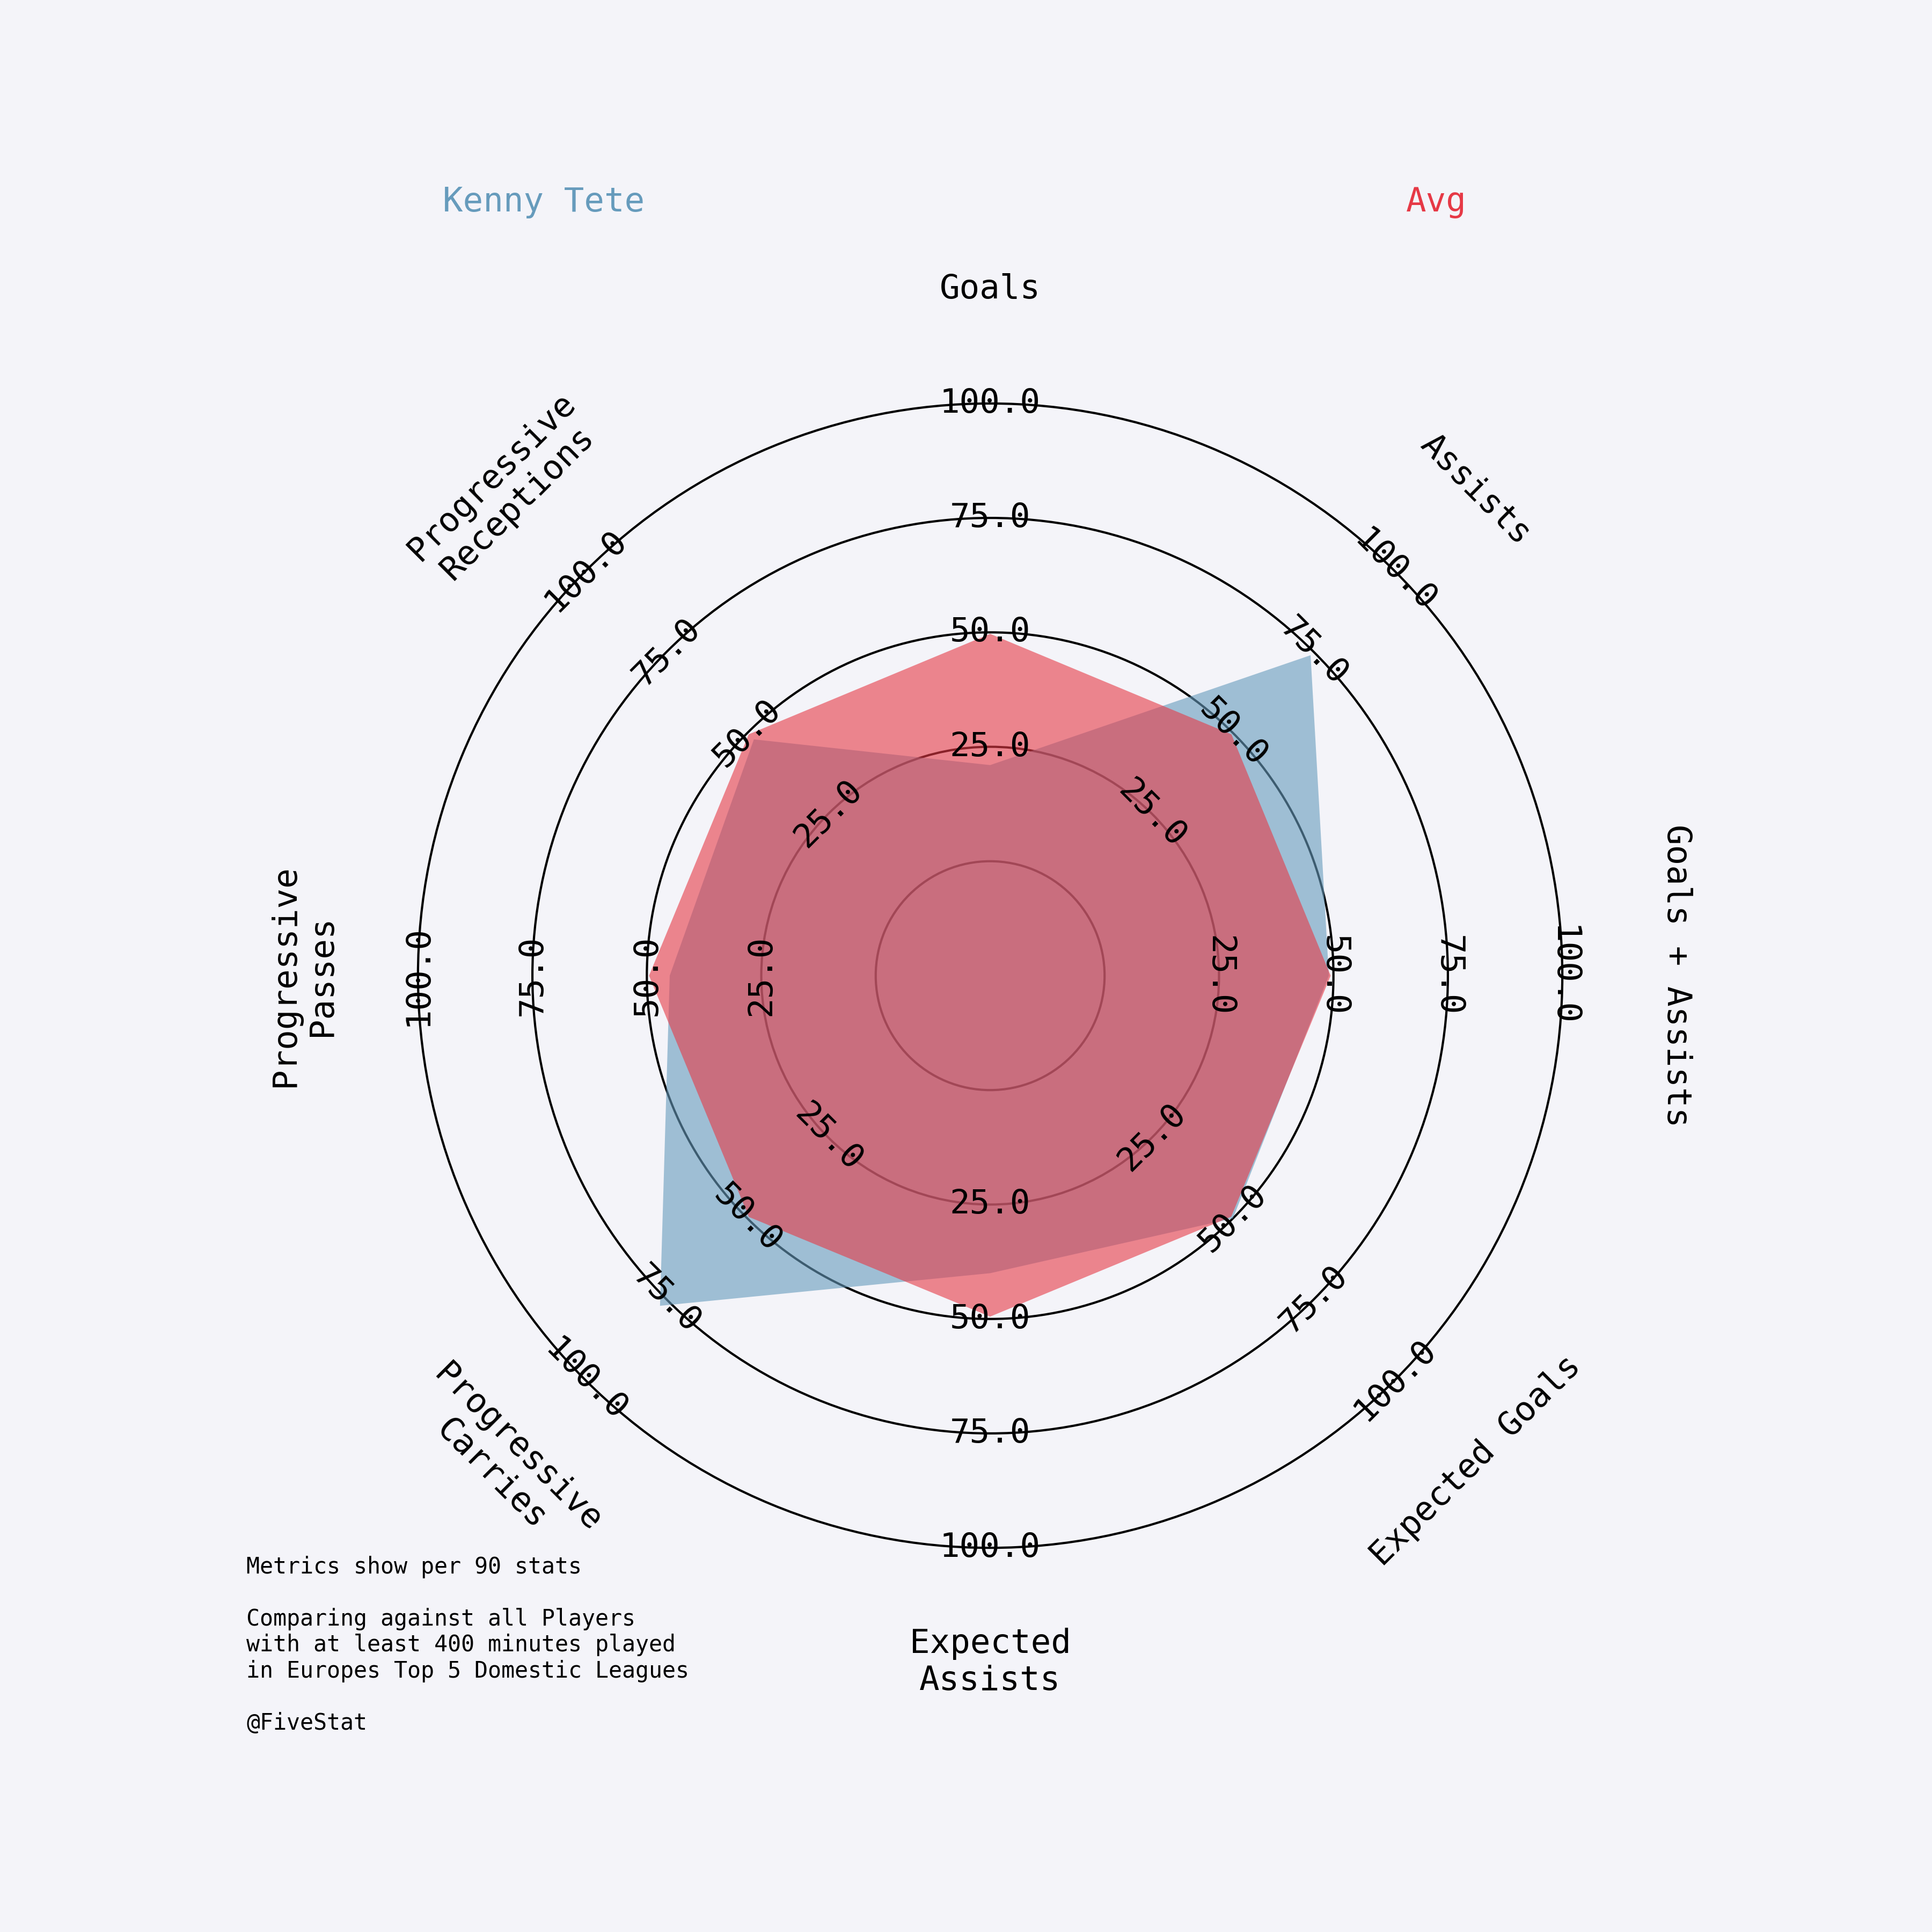 Kenny Tete
Avg
Goals
Assists
Goals + Assists
Expected Goals
Expected
Assists
Progressive
Carries
Progressive
Passes
Progressive
Receptions
25.0
50.0
75.0
100.0
25.0
50.0
75.0
100.0
25.0
50.0
75.0
100.0
25.0
50.0
75.0
100.0
25.0
50.0
75.0
100.0
25.0
50.0
75.0
100.0
25.0
50.0
75.0
100.0
25.0
50.0
75.0
100.0
Metrics show per 90 stats
Comparing against all Players
with at least 400 minutes played
in Europes Top 5 Domestic Leagues
@FiveStat